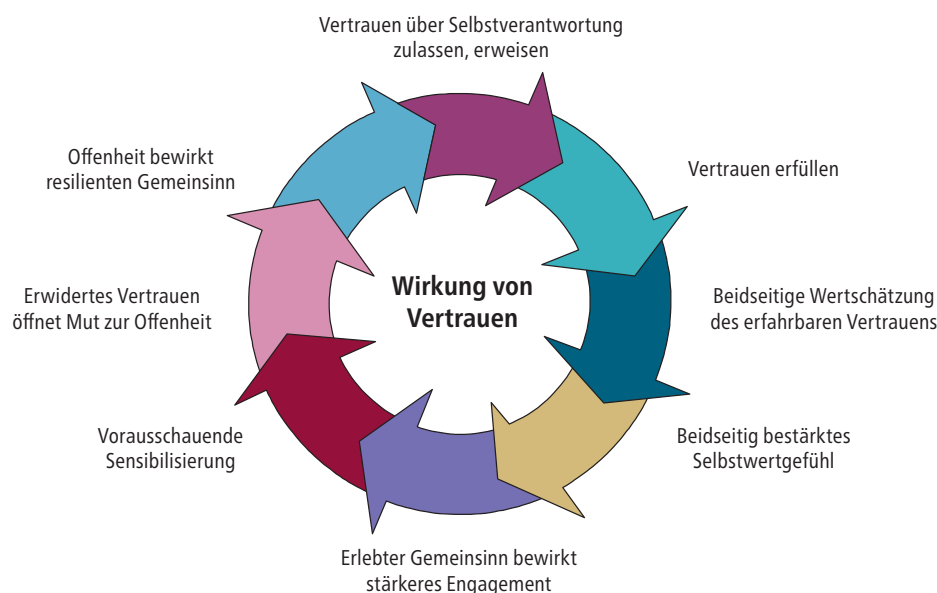 Vertrauen über Selbstverantwortung
zulassen, erweisen
Vertrauen erfüllen
Beidseitige Wertschätzung
des erfahrbaren Vertrauens
Beidseitig bestärktes
Selbstwertgefühl
Erlebter Gemeinsinn bewirkt
stärkeres Engagement
Vorausschauende
Sensibilisierung
Erwidertes Vertrauen
öffnet Mut zur Offenheit
Offenheit bewirkt
resilienten Gemeinsinn
Wirkung von
Vertrauen